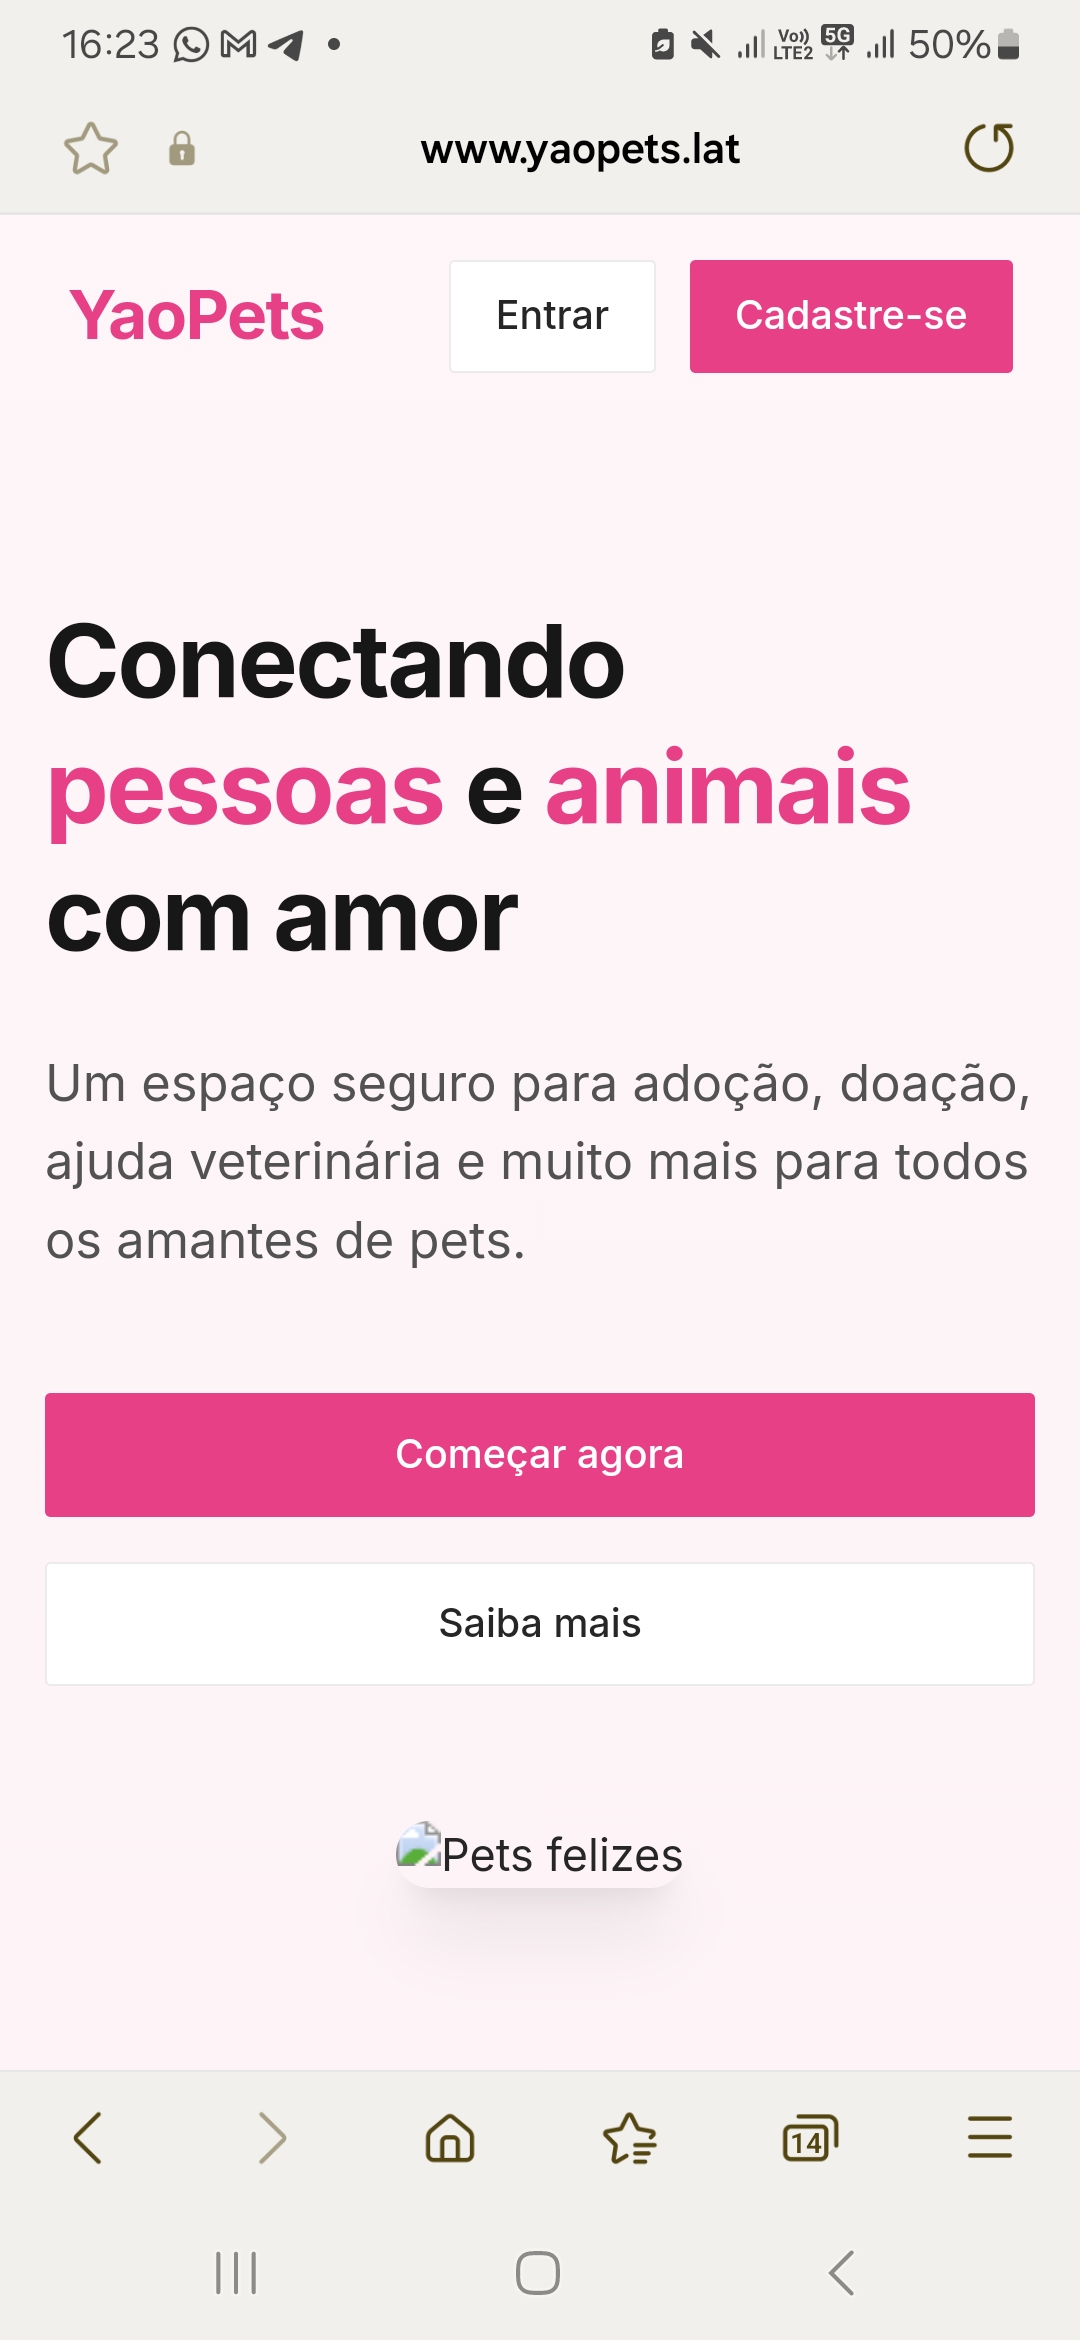 16:23
Vo)) LTE2 5G 50%
www.yaopets.lat
YaoPets
Entrar
Cadastre-se
Conectando
pessoas e animais
com amor
Um espaço seguro para adoção, doação,
ajuda veterinária e muito mais para todos
os amantes de pets.
Começar agora
Saiba mais
Pets felizes
14